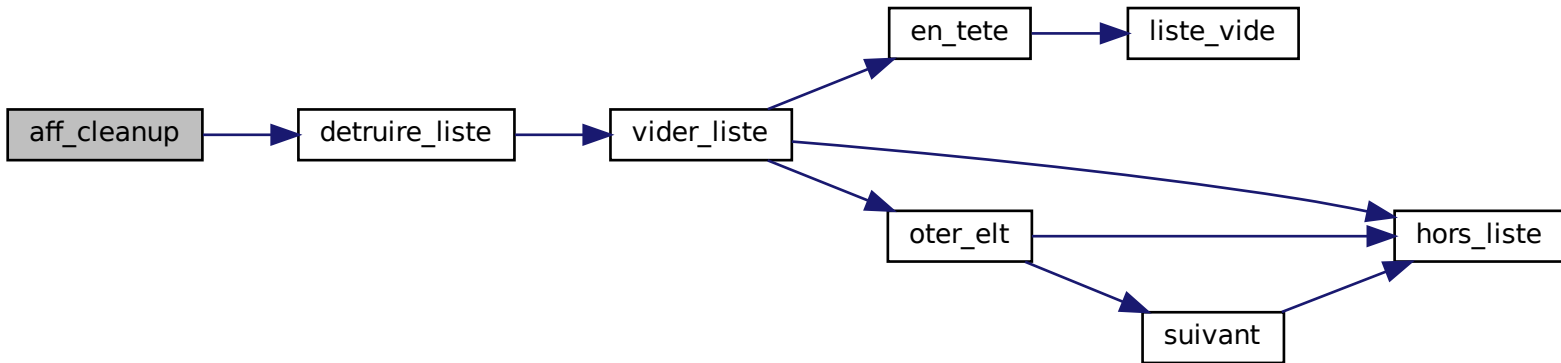 en_tete
liste_vide
aff_cleanup
detruire_liste
vider_liste
oter_elt
hors_liste
suivant